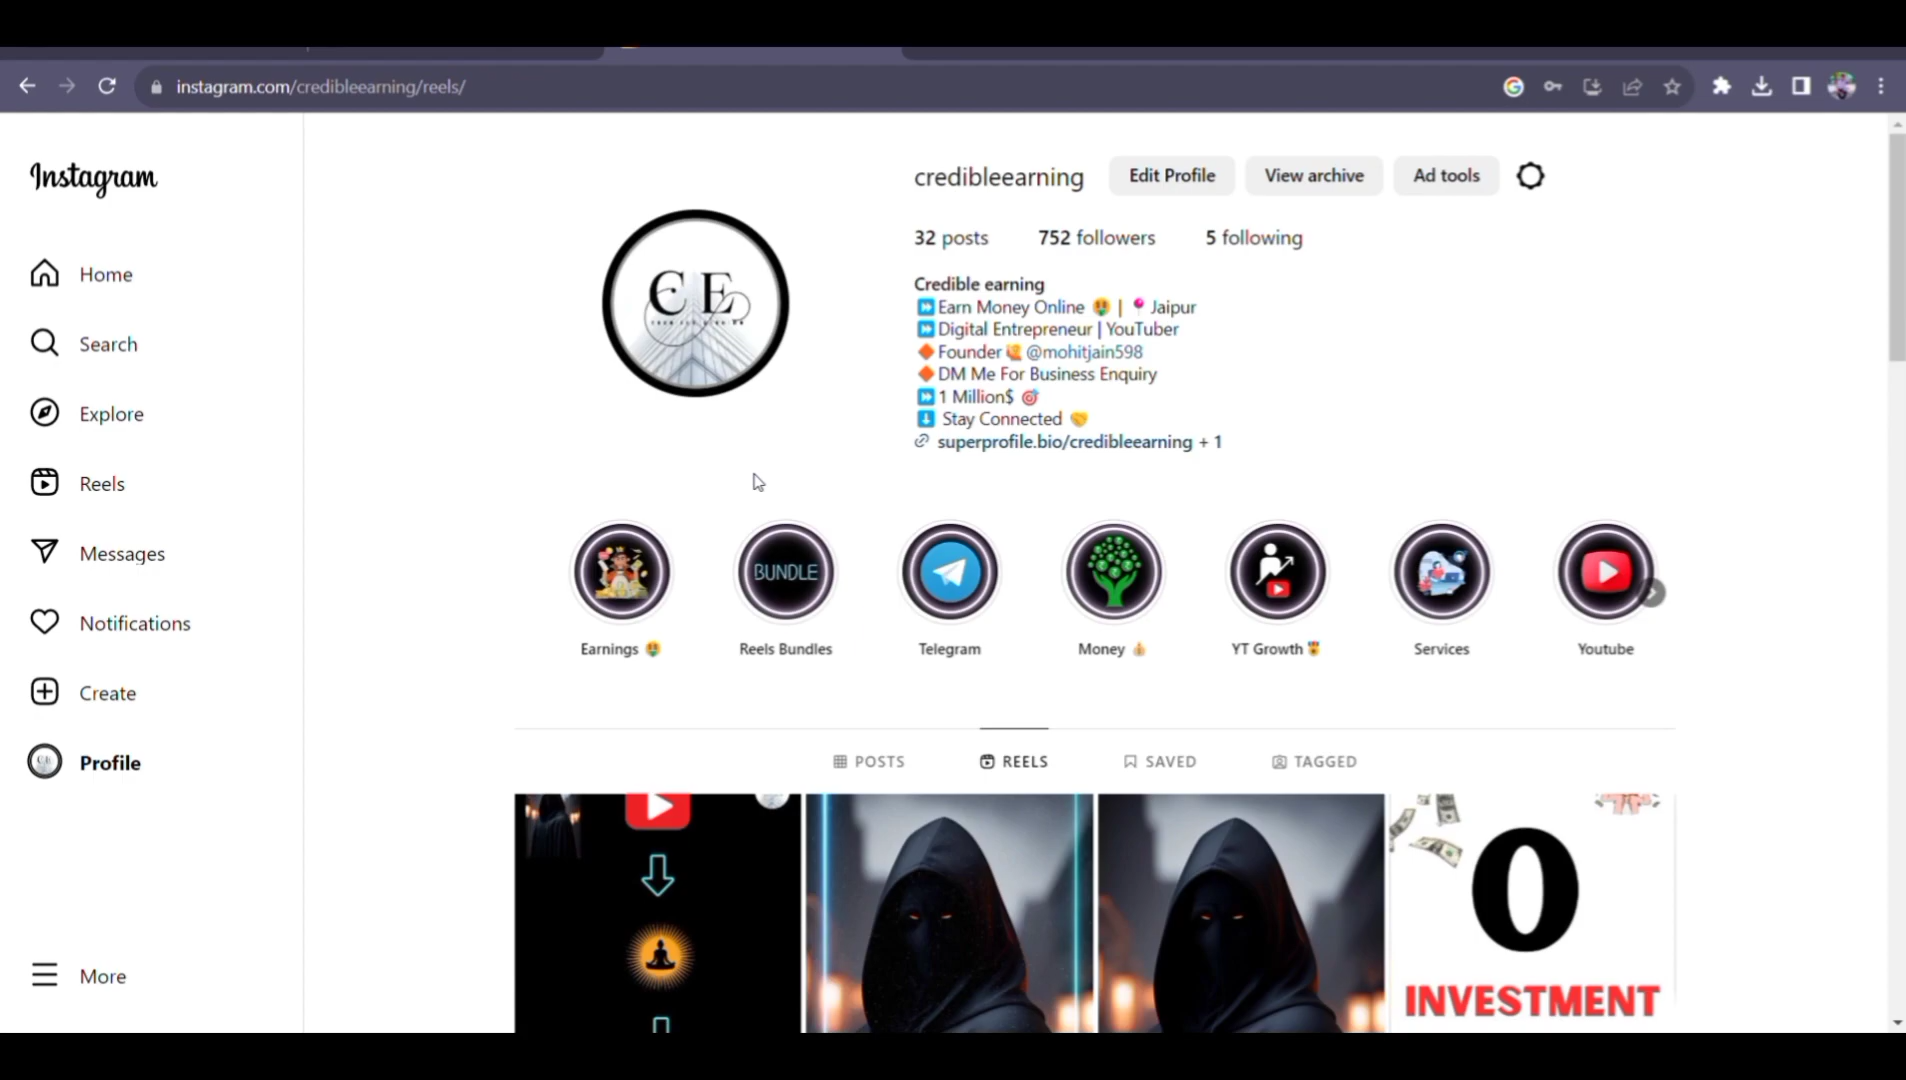 instagram.com/credibleearning/reels/
Instagram
Home
Search
Explore
Reels
Messages
Notifications
Create
Profile
More
credibleearning
Edit Profile
View archive
Ad tools
32 posts
752 followers
5 following
Credible earning
⏩Earn Money Online 🤑 | 📍 Jaipur
⏩Digital Entrepreneur | YouTuber
🔶Founder @mohitjain598
🔶DM Me For Business Enquiry
⏩1 Million$ 🎯
⬇️ Stay Connected 🤝
superprofile.bio/credibleearning + 1
CE
BUNDLE
Earnings 🤑
Reels Bundles
Telegram
Money 👍
YT Growth 🎖️
Services
Youtube
POSTS
REELS
SAVED
TAGGED
0
INVESTMENT